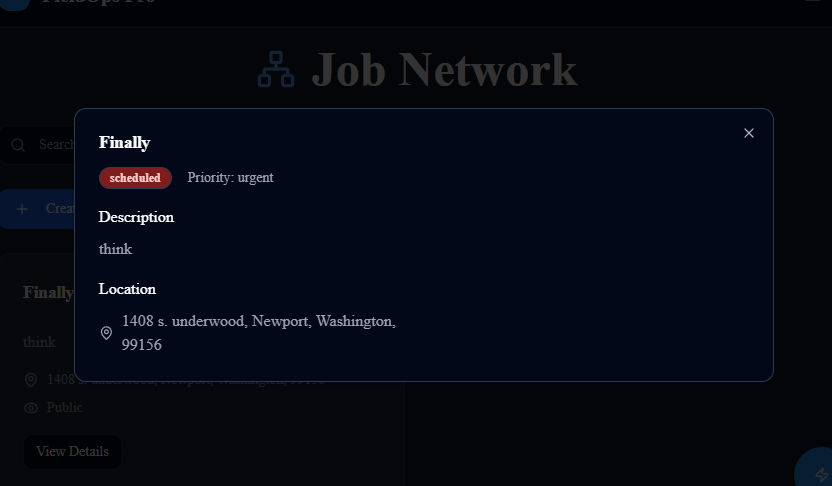 Job Network
Search
Finally
scheduled
Priority: urgent
Description
think
Location
1408 s. underwood, Newport, Washington,
99156
Finally
think
1408 s. underwood, Newport, Washington, 99156
Public
View Details